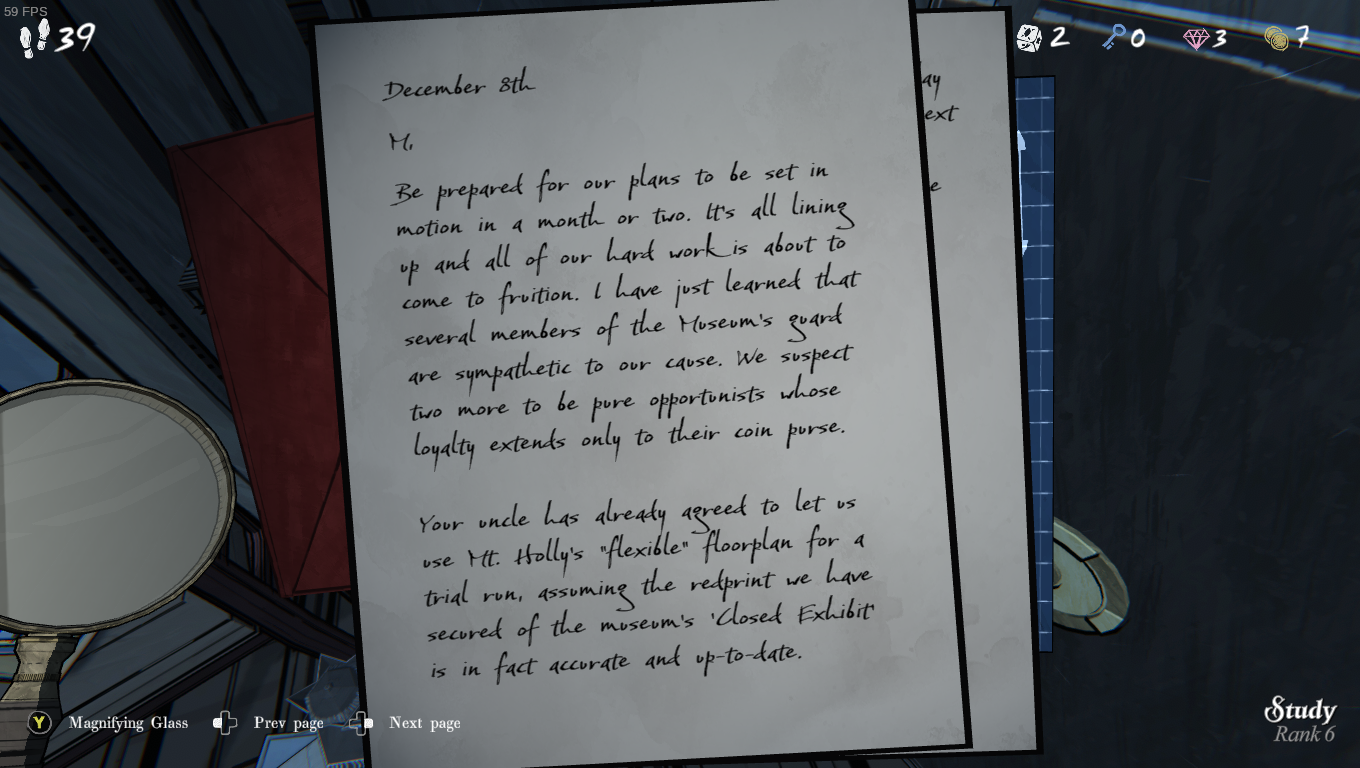 59 FPS
39
2
0
3
7
December 8th
M,
Be prepared for our plans to be set in
motion in a month or two. It's all lining
up and all of our hard work is about to
come to fruition. I have just learned that
several members of the Museum's guard
are sympathetic to our cause. We suspect
two more to be pure opportunists whose
loyalty extends only to their coin purse.
Your uncle has already agreed to let us
use Mt. Holly's "flexible" floorplan for a
trial run, assuming the redprint we have
secured of the museum's 'Closed Exhibit'
is in fact accurate and up-to-date.
ay
ext
e
Y Magnifying Glass Prev page Next page
Study
Rank 6